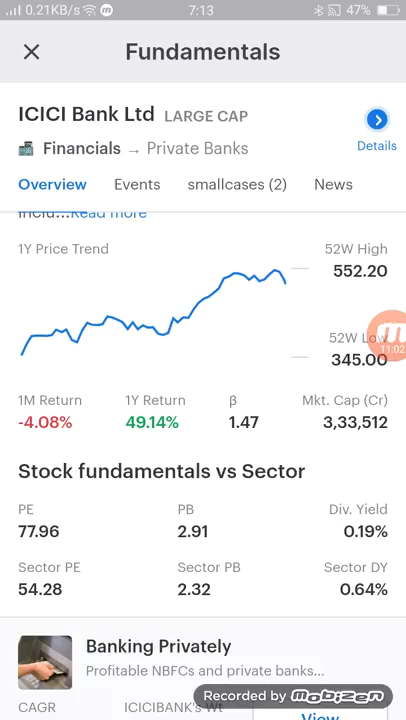 0.21KB/s 7:13 47%
Fundamentals
ICICI Bank Ltd LARGE CAP
Financials → Private Banks
Details
Overview Events smallcases (2) News
Read more
1Y Price Trend 52W High
552.20
52W Low
11:02
345.00
1M Return 1Y Return β Mkt. Cap (Cr)
-4.08% 49.14% 1.47 3,33,512
Stock fundamentals vs Sector
PE PB Div. Yield
77.96 2.91 0.19%
Sector PE Sector PB Sector DY
54.28 2.32 0.64%
Banking Privately
Profitable NBFCs and private banks...
Recorded by mobizen
CAGR ICICIBANK's Wt
View